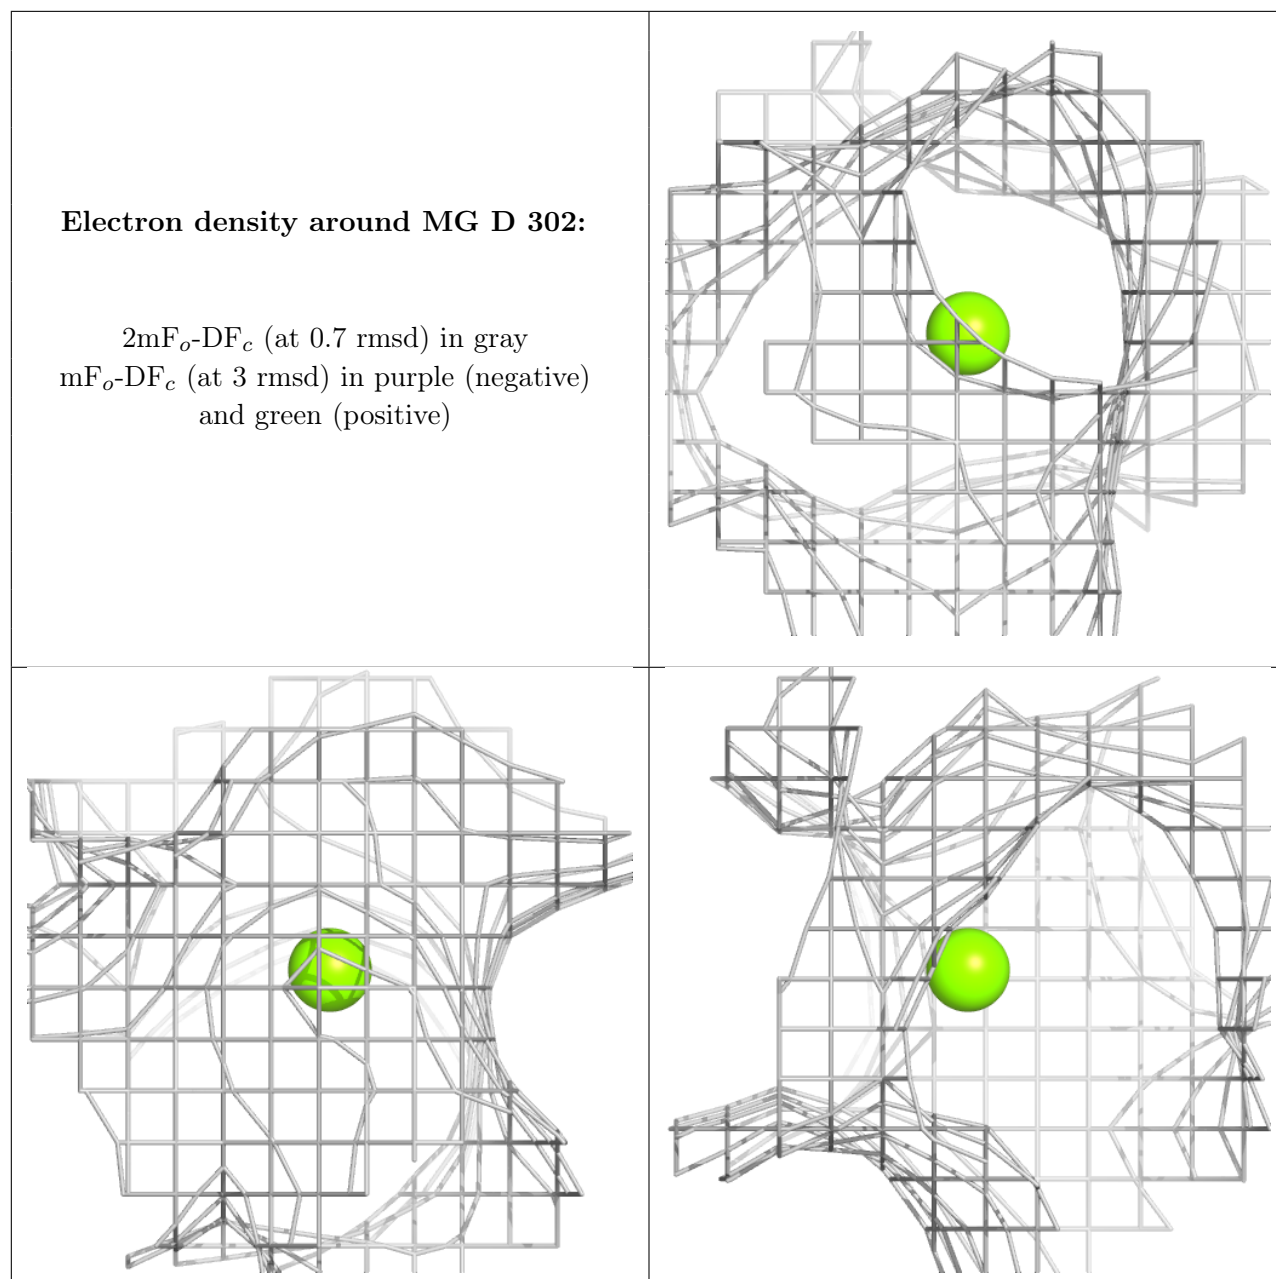 Electron density around MG D 302:
2mFo-DFc (at 0.7 rmsd) in gray
mFo-DFc (at 3 rmsd) in purple (negative)
and green (positive)